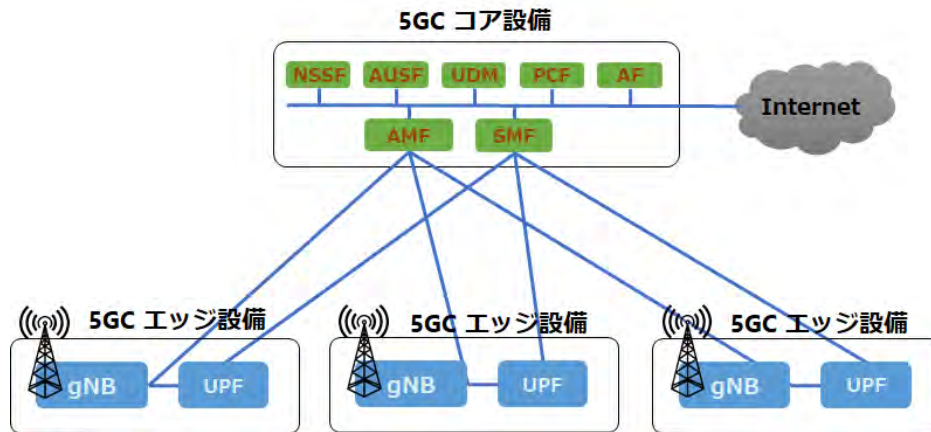 5GC コア設備
NSSF AUSF UDM PCF AF
Internet
AMF SMF
5GC エッジ設備 5GC エッジ設備 5GC エッジ設備
gNB UPF gNB UPF gNB UPF